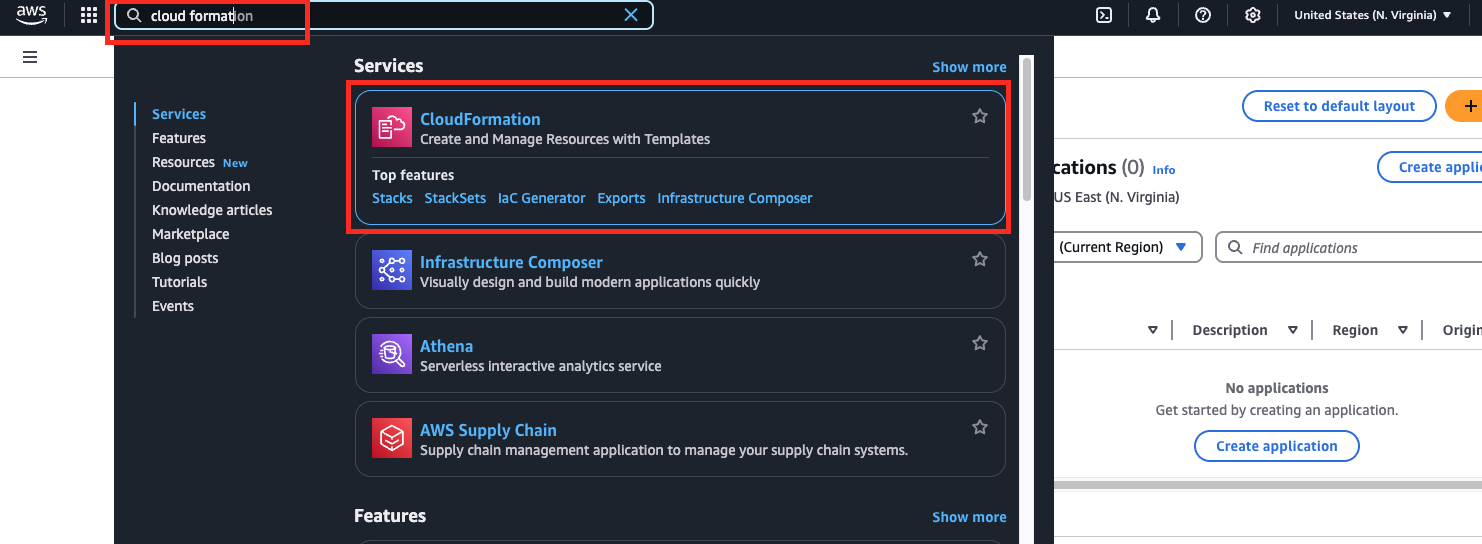 aws
cloud formation
United States (N. Virginia)
Services
Show more
Services
Features
Resources New
Documentation
Knowledge articles
Marketplace
Blog posts
Tutorials
Events
CloudFormation
Create and Manage Resources with Templates
Top features
Stacks StackSets IaC Generator Exports Infrastructure Composer
Infrastructure Composer
Visually design and build modern applications quickly
Athena
Serverless interactive analytics service
AWS Supply Chain
Supply chain management application to manage your supply chain systems.
Features
Show more
Reset to default layout
cations (0) Info
US East (N. Virginia)
Create appli
(Current Region)
Find applications
Description Region Origin
No applications
Get started by creating an application.
Create application